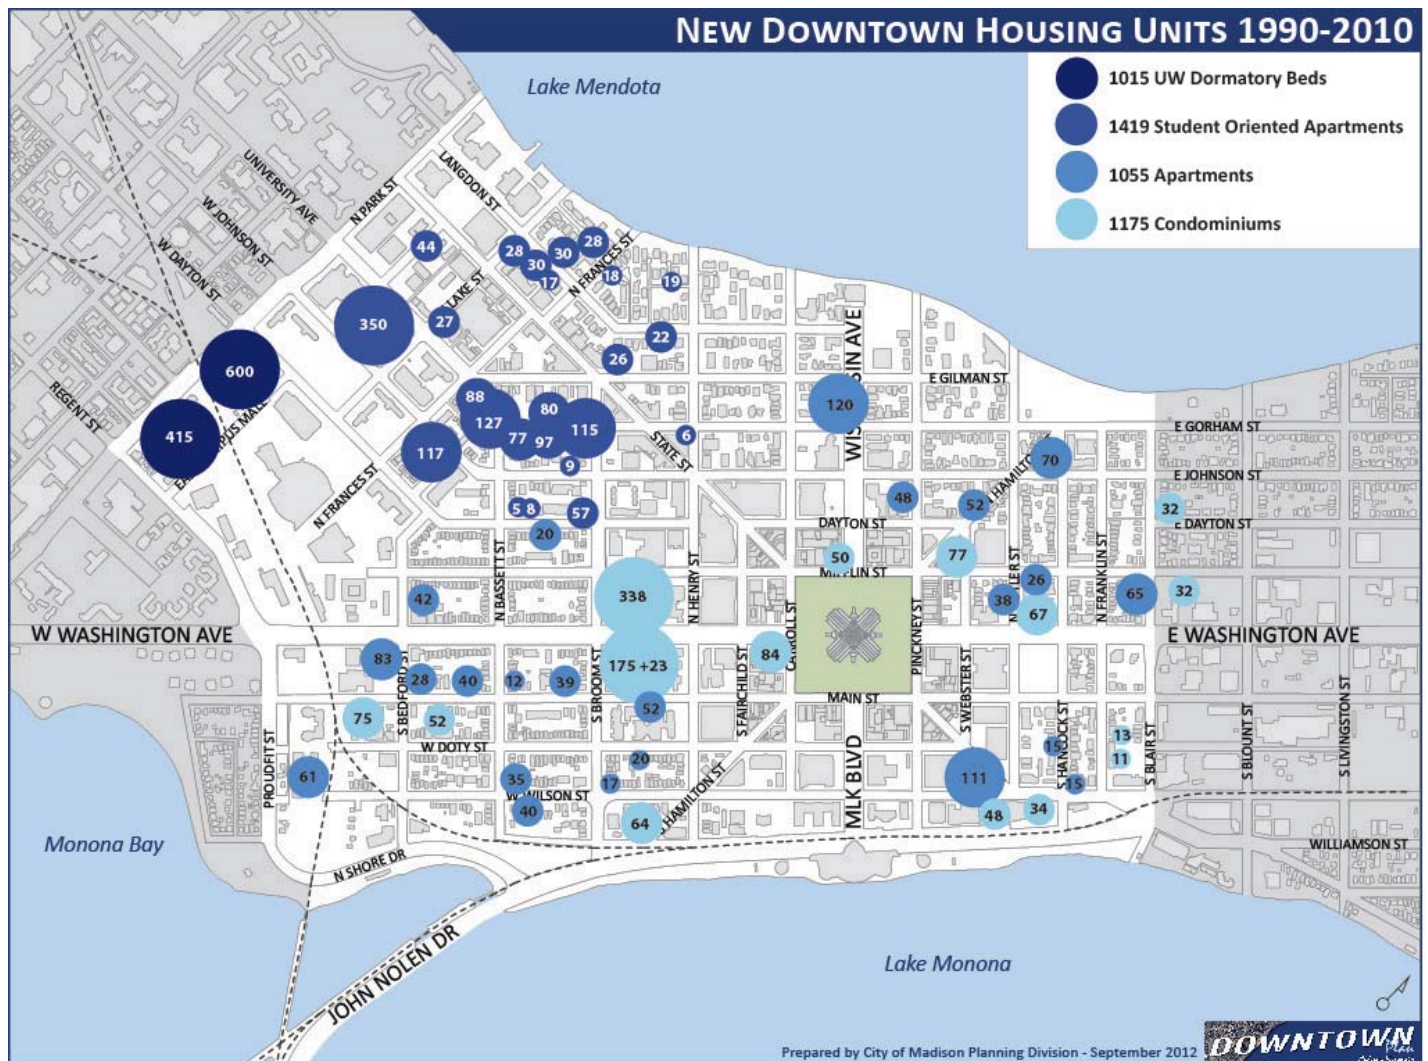 NEW DOWNTOWN HOUSING UNITS 1990-2010
1015 UW Dormatory Beds
1419 Student Oriented Apartments
1055 Apartments
1175 Condominiums
Lake Mendota
UNIVERSITY AVE
W JOHNSON ST
W DAYTON ST
N PARK ST
LANGDON ST
44
28
30
30
28
17
N FRANCES ST
18
19
LAKE ST
350
27
22
26
600
REGENT ST
415
88
127
80
77
97
115
9
117
6
STATE ST
120
E GILMAN ST
E GORHAM ST
E JOHNSON ST
E DAYTON ST
70
N FRANCES ST
5
8
57
20
48
52
32
DAYTON ST
N BASSETT ST
N HENRY ST
50
MIFFLIN ST
77
26
38
67
N FRANKLIN ST
65
32
42
338
W WASHINGTON AVE
E WASHINGTON AVE
PINCKNEY ST
83
28
40
12
39
175 +23
84
S BEDFORD ST
S BROOM ST
S FAIRCHILD ST
MAIN ST
S WEBSTER ST
75
52
52
W DOTY ST
PROUDFIT ST
61
35
20
17
W WILSON ST
40
64
S HAMILTON ST
MLK BLVD
111
48
34
15
15
S HANCOCK ST
13
11
S BLAIR ST
S BLOUNT ST
S LIVINGSTON ST
WILLIAMSON ST
Monona Bay
N SHORE DR
JOHN NOLEN DR
Lake Monona
Prepared by City of Madison Planning Division - September 2012
DOWNTOWN
Plan